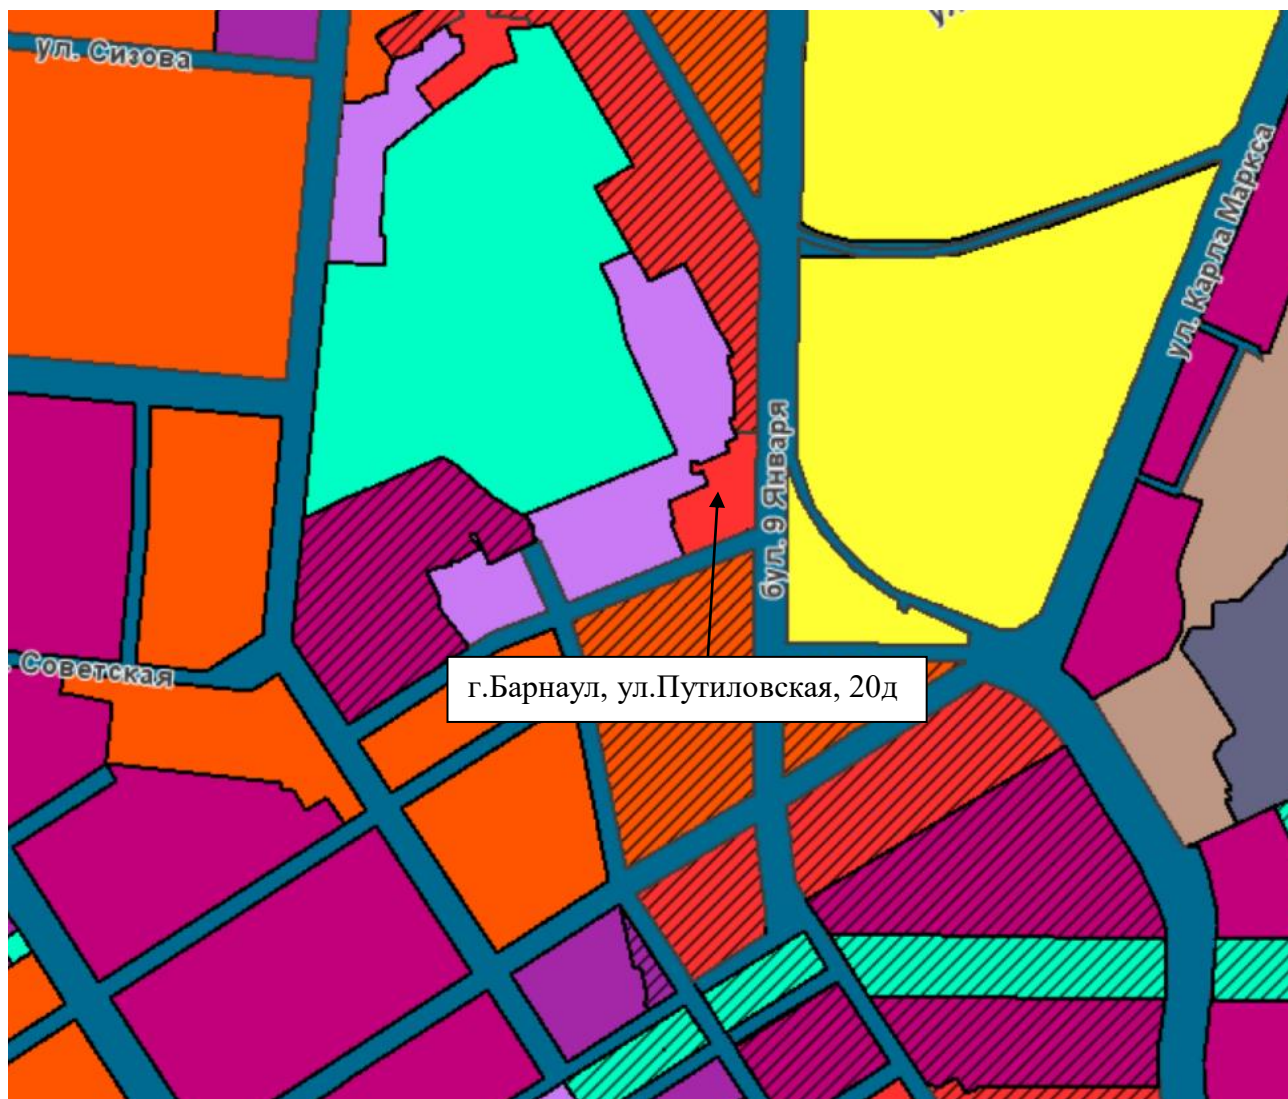 ул. Сизова
ул. Карла Маркса
бул. 9 Января
. Советская
г.Барнаул, ул.Путиловская, 20д